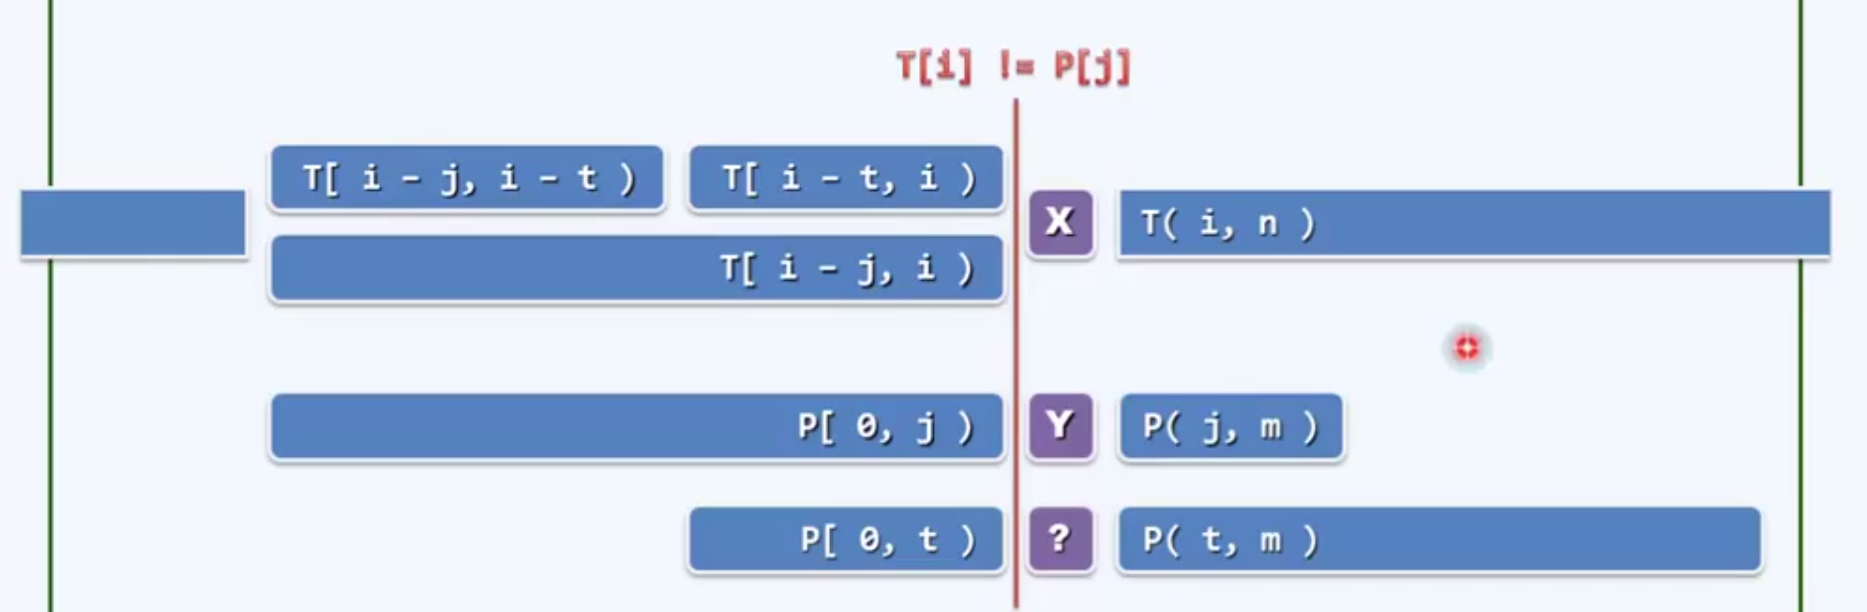 T[i] != P[j]
T[ i - j, i - t ) T[ i - t, i )
X T( i, n )
T[ i - j, i )
P[ 0, j ) Y P( j, m )
P[ 0, t ) ? P( t, m )